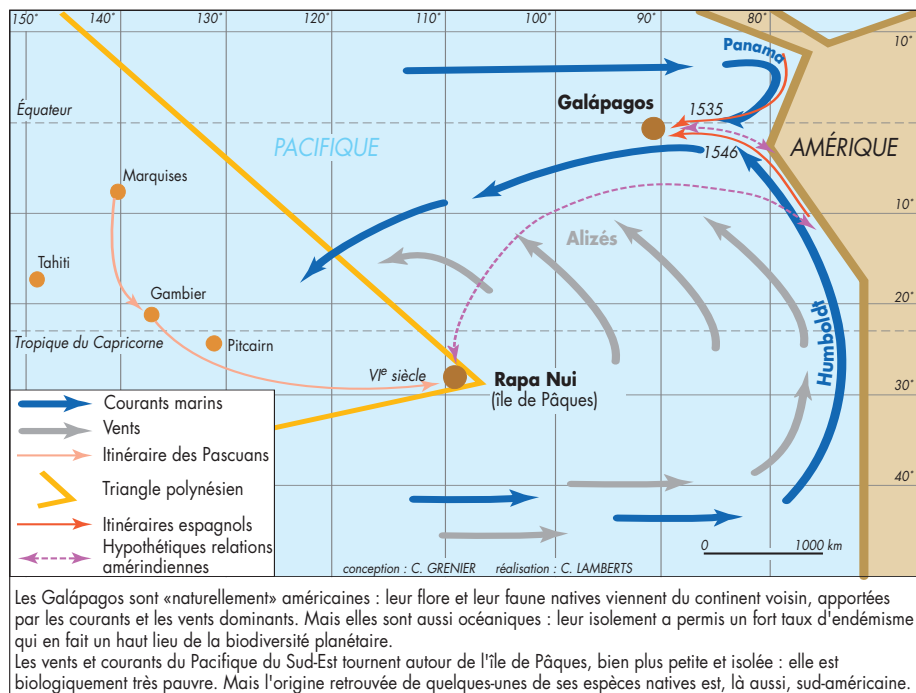 150° 140° 130° 110° 100° 90° 80°
10°
Panama
Équateur
Galápagos
1535
1546
PACIFIQUE
AMÉRIQUE
Marquises
10°
Alizés
Tahiti
Gambier
20°
Humboldt
Tropique du Capricorne
Pitcairn
VIe siècle
Rapa Nui
(île de Pâques)
30°
Courants marins
Vents
Itinéraire des Pascuans
Triangle polynésien
40°
Itinéraires espagnols
Hypothétiques relations
amérindiennes
0 1000 km
conception : C. GRENIER réalisation : C. LAMBERTS
Les Galápagos sont «naturellement» américaines : leur flore et leur faune natives viennent du continent voisin, apportées
par les courants et les vents dominants. Mais elles sont aussi océaniques : leur isolement a permis un fort taux d'endémisme
qui en fait un haut lieu de la biodiversité planétaire.
Les vents et courants du Pacifique du Sud-Est tournent autour de l'île de Pâques, bien plus petite et isolée : elle est
biologiquement très pauvre. Mais l'origine retrouvée de quelques-unes de ses espèces natives est, là aussi, sud-américaine.